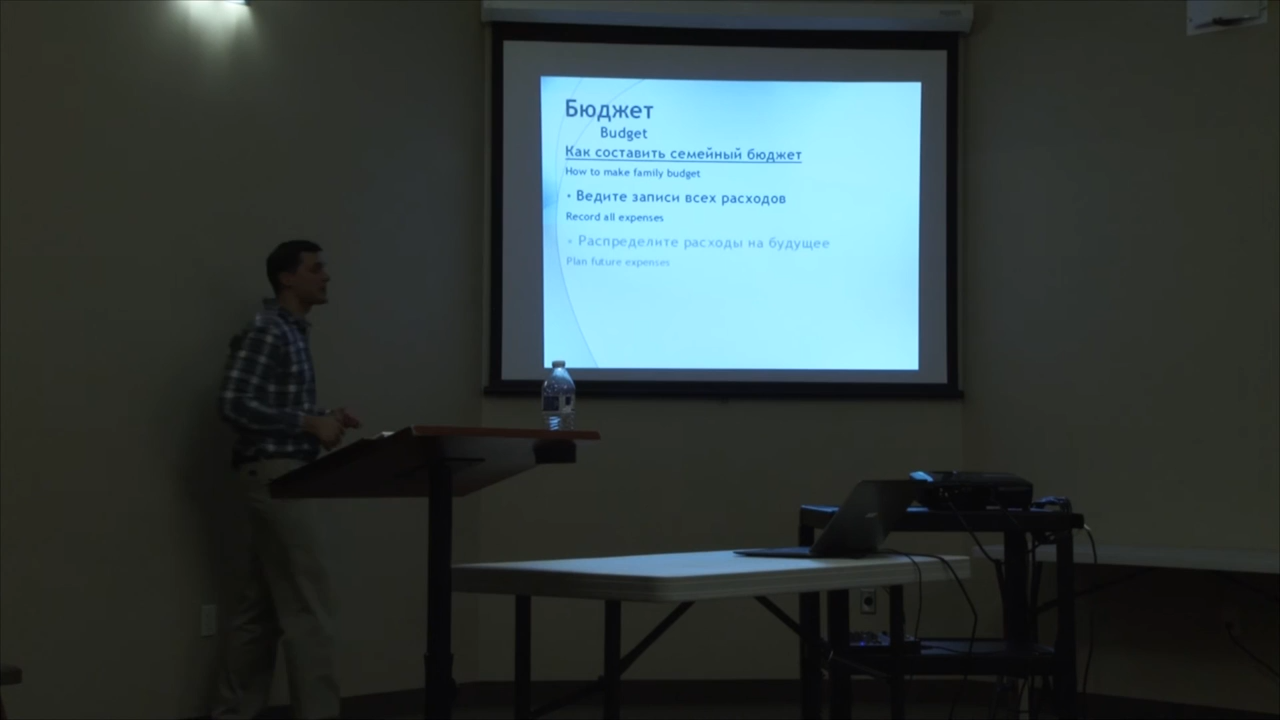 Бюджет
Budget
Как составить семейный бюджет
How to make family budget
• Ведите записи всех расходов
Record all expenses
• Распределите расходы на будущее
Plan future expenses